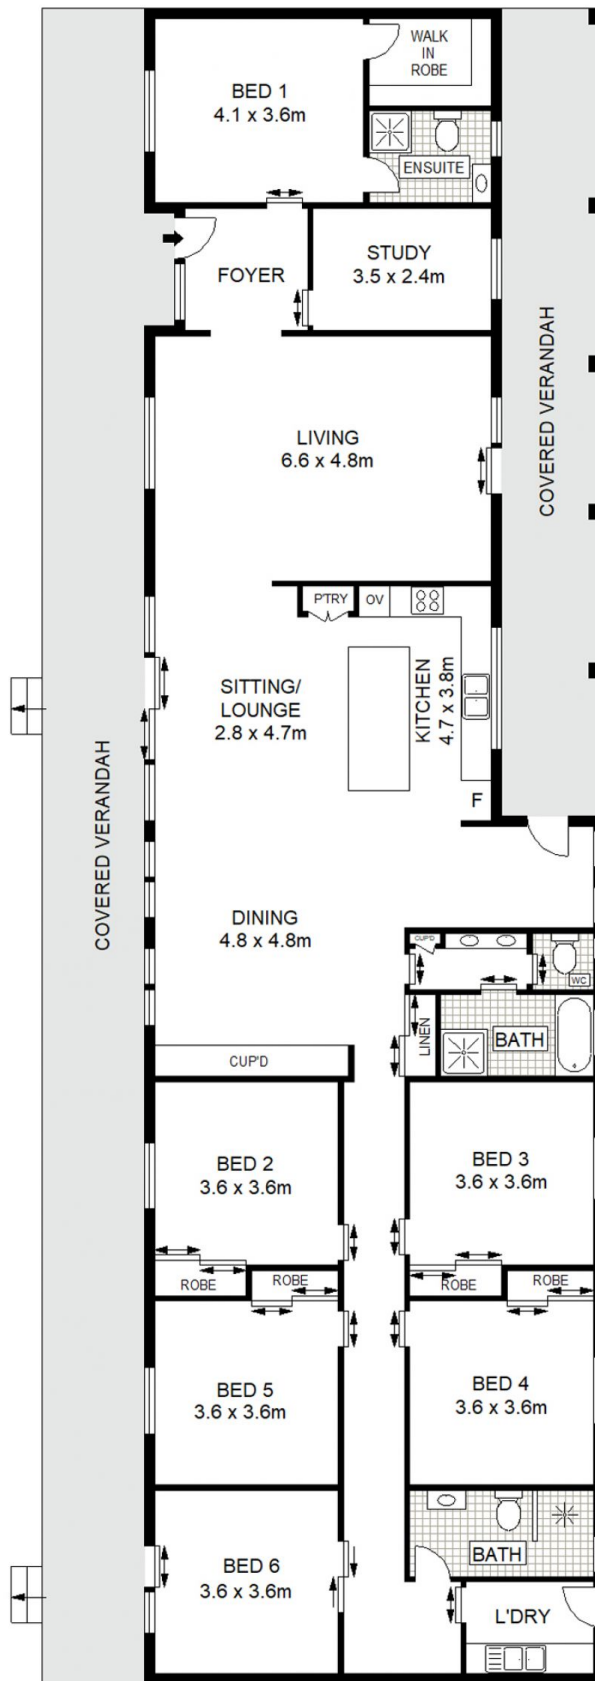 WALK
IN
ROBE
BED 1
4.1 x 3.6m
ENSUITE
STUDY
3.5 x 2.4m
FOYER
COVERED VERANDAH
LIVING
6.6 x 4.8m
P'TRY
OV
SITTING/
LOUNGE
2.8 x 4.7m
KITCHEN
4.7 x 3.8m
F
COVERED VERANDAH
DINING
4.8 x 4.8m
CUP'D
WC
LINEN
BATH
CUP'D
BED 2
3.6 x 3.6m
BED 3
3.6 x 3.6m
ROBE
ROBE
ROBE
ROBE
BED 5
3.6 x 3.6m
BED 4
3.6 x 3.6m
BATH
BED 6
3.6 x 3.6m
L'DRY